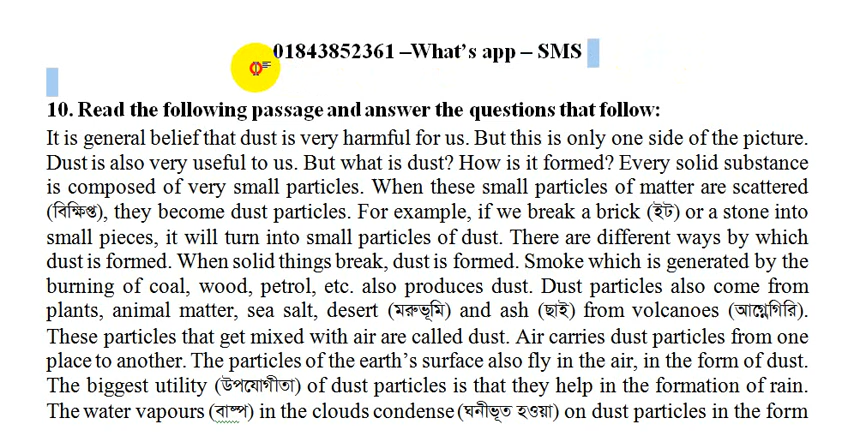 01843852361 –What's app – SMS
10. Read the following passage and answer the questions that follow:
It is general belief that dust is very harmful for us. But this is only one side of the picture.
Dust is also very useful to us. But what is dust? How is it formed? Every solid substance
is composed of very small particles. When these small particles of matter are scattered
(বিক্ষিপ্ত), they become dust particles. For example, if we break a brick (ইট) or a stone into
small pieces, it will turn into small particles of dust. There are different ways by which
dust is formed. When solid things break, dust is formed. Smoke which is generated by the
burning of coal, wood, petrol, etc. also produces dust. Dust particles also come from
plants, animal matter, sea salt, desert (মরুভূমি) and ash (ছাই) from volcanoes (আগ্নেগিরি).
These particles that get mixed with air are called dust. Air carries dust particles from one
place to another. The particles of the earth's surface also fly in the air, in the form of dust.
The biggest utility (উপযোগীতা) of dust particles is that they help in the formation of rain.
The water vapours (বাষ্প) in the clouds condense (ঘনীভূত হওয়া) on dust particles in the form